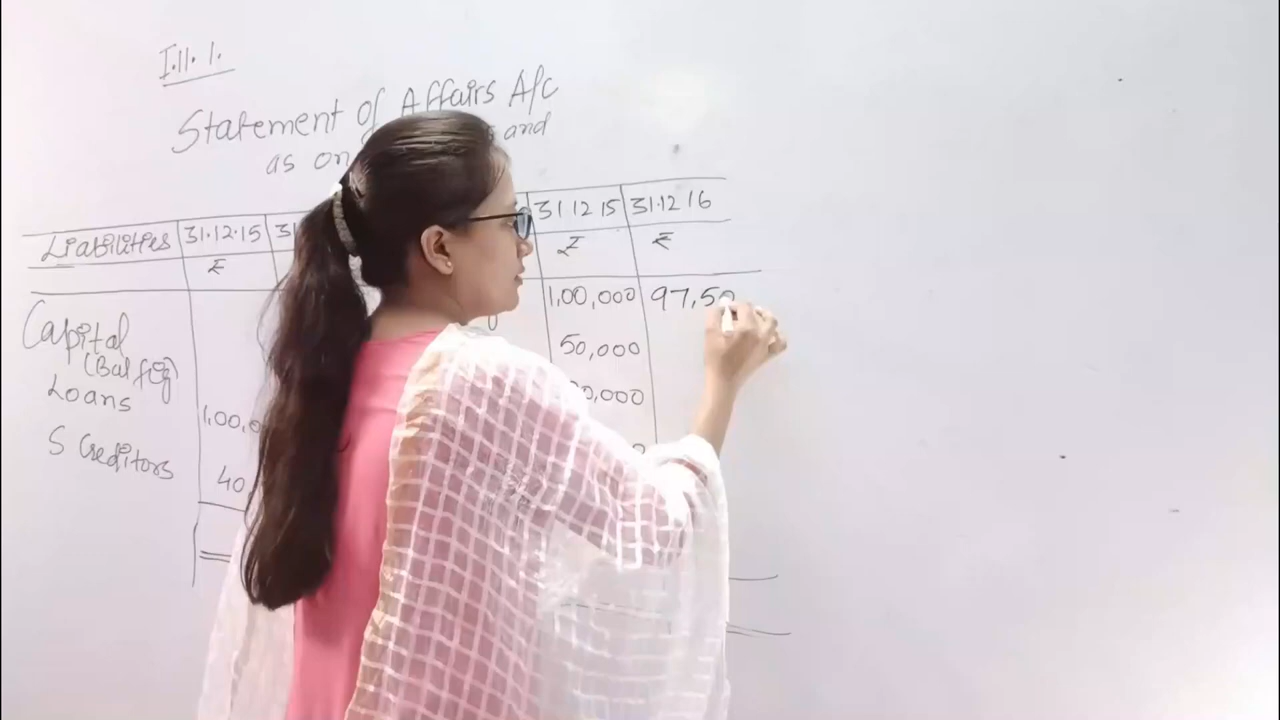 Ill. 1.
Statement of Affairs A/c
as on and
Liabilities 31.12.15 31 31 12 15 31.12 16
₹ ₹ ₹
Capital 1,00,000 97,50
(Bal fig) 50,000
Loans 1,00,0 0,000
S Creditors 40